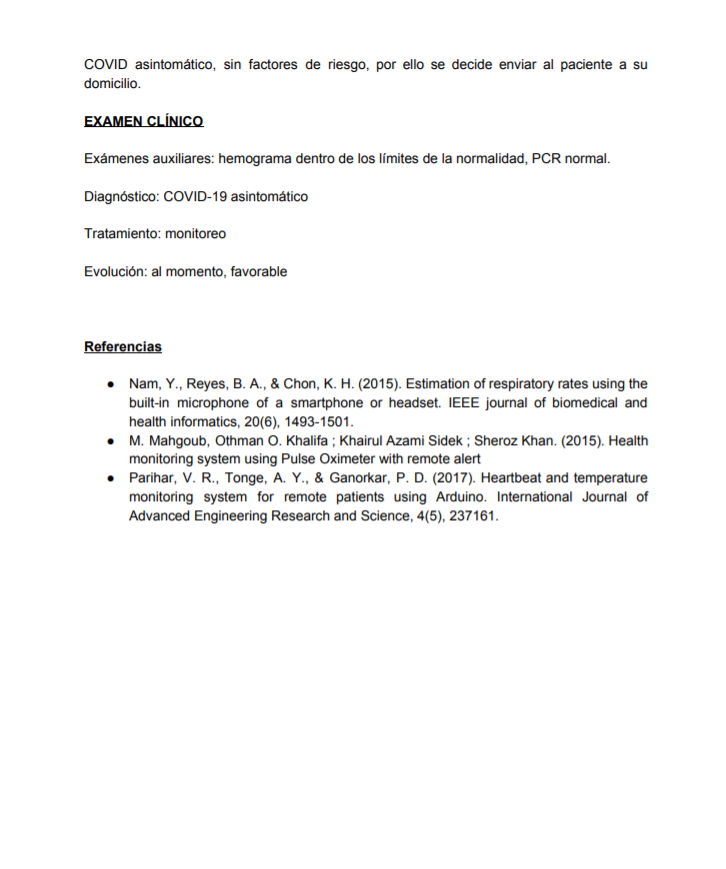 COVID asintomático, sin factores de riesgo, por ello se decide enviar al paciente a su
domicilio.
EXAMEN CLÍNICO
Exámenes auxiliares: hemograma dentro de los límites de la normalidad, PCR normal.
Diagnóstico: COVID-19 asintomático
Tratamiento: monitoreo
Evolución: al momento, favorable
Referencias
● Nam, Y., Reyes, B. A., & Chon, K. H. (2015). Estimation of respiratory rates using the
built-in microphone of a smartphone or headset. IEEE journal of biomedical and
health informatics, 20(6), 1493-1501.
● M. Mahgoub, Othman O. Khalifa ; Khairul Azami Sidek ; Sheroz Khan. (2015). Health
monitoring system using Pulse Oximeter with remote alert
● Parihar, V. R., Tonge, A. Y., & Ganorkar, P. D. (2017). Heartbeat and temperature
monitoring system for remote patients using Arduino. International Journal of
Advanced Engineering Research and Science, 4(5), 237161.